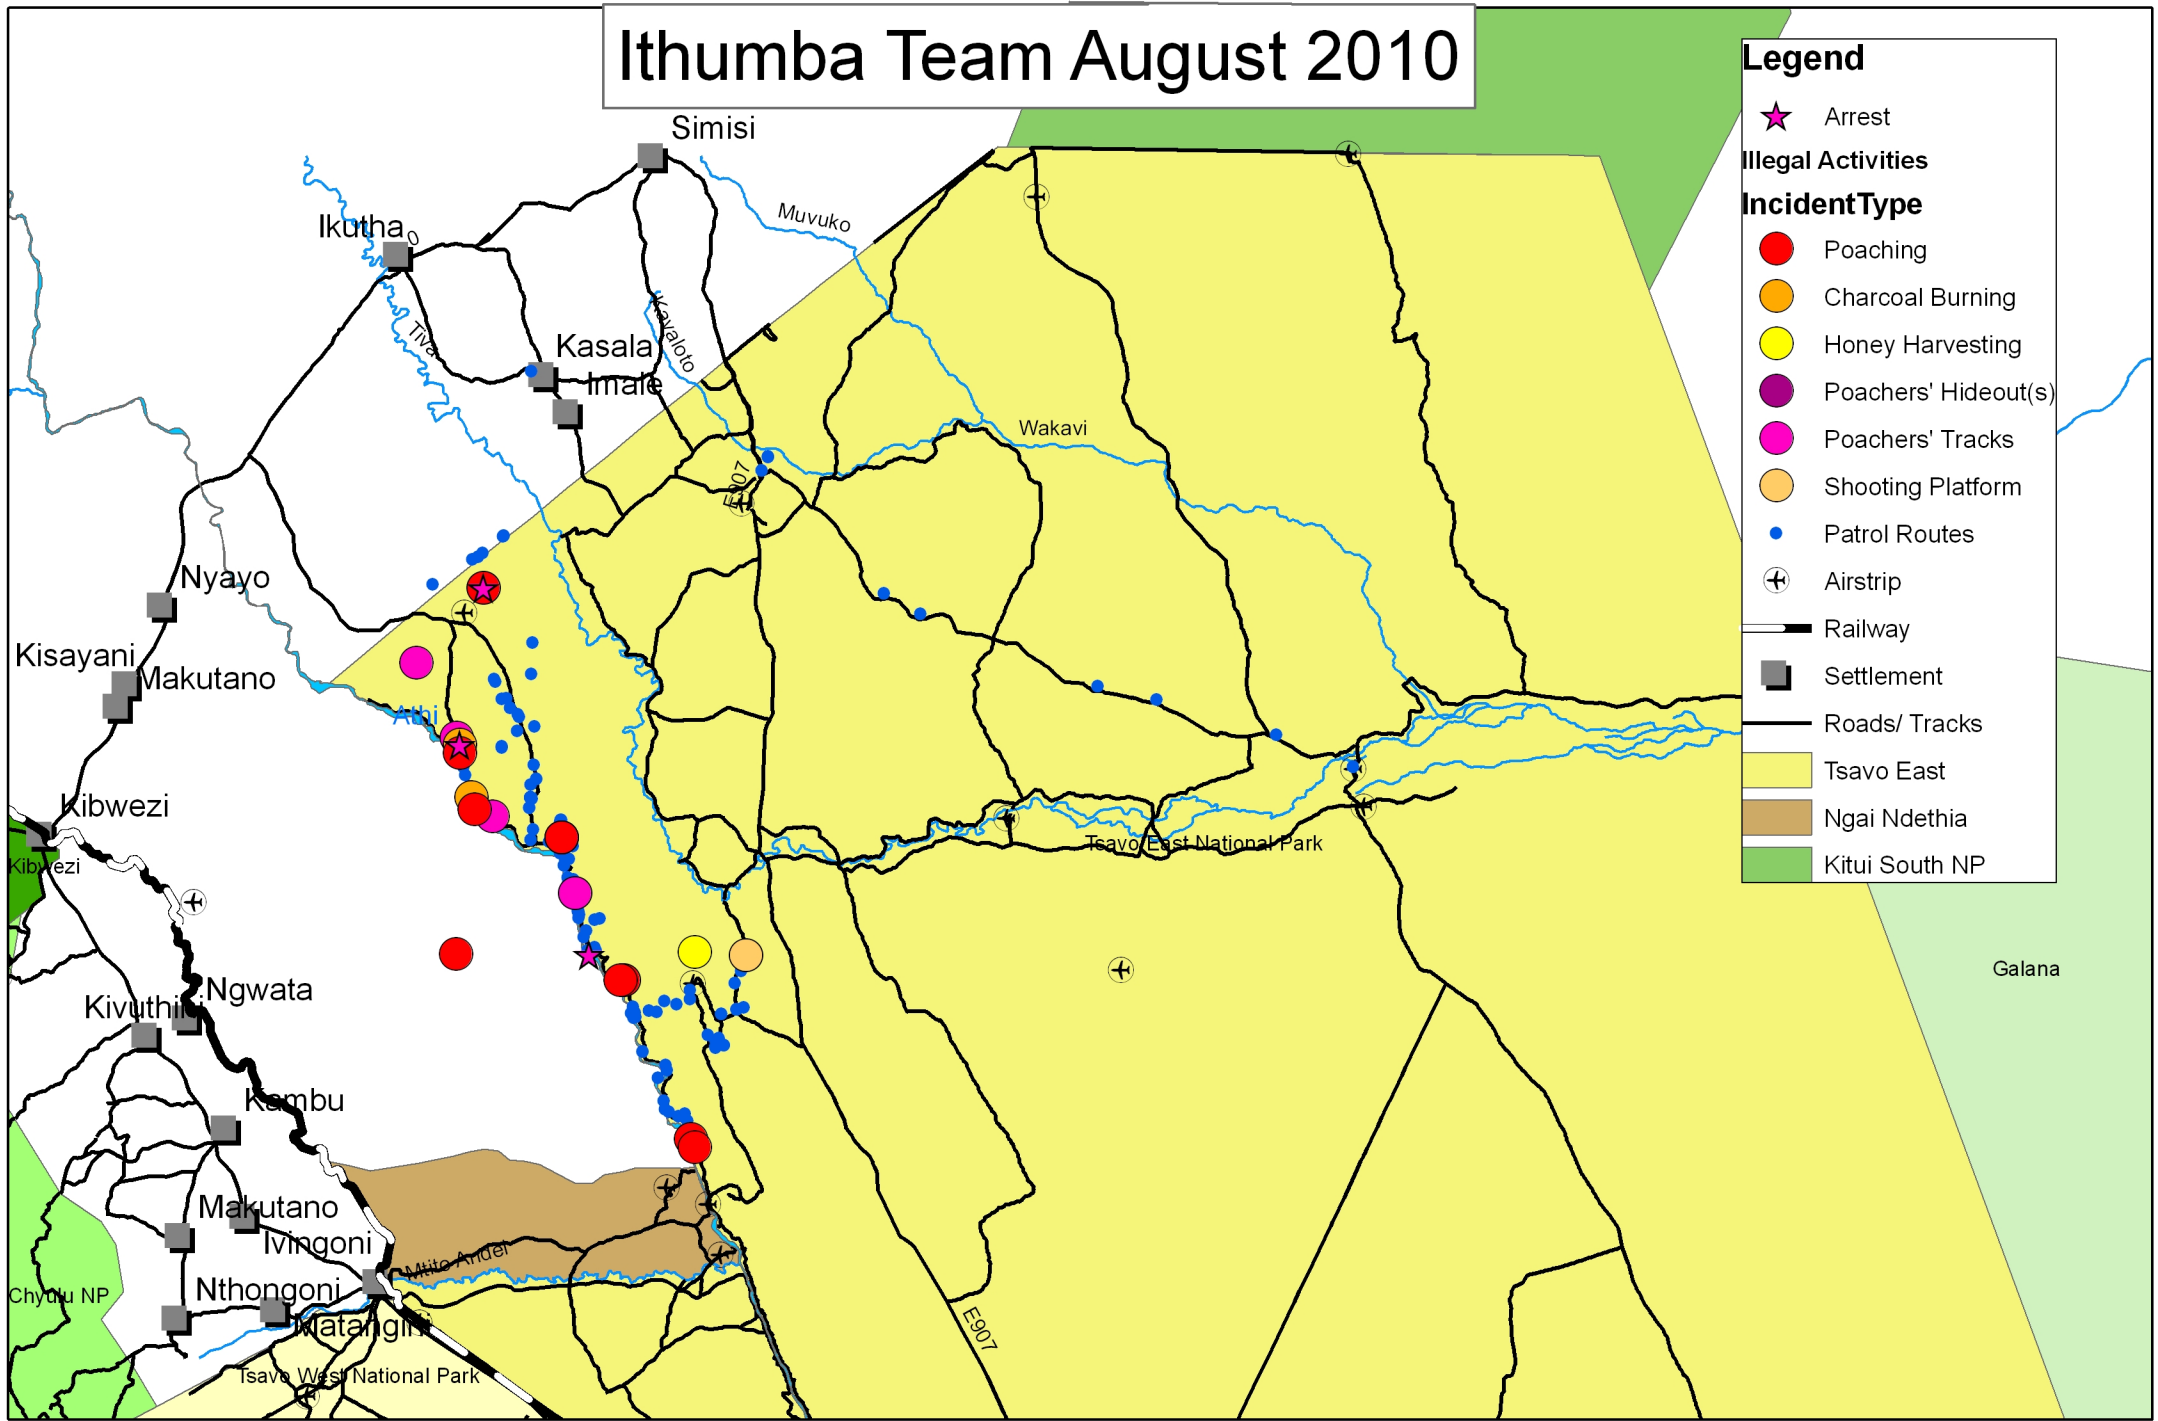 Ithumba Team August 2010
Legend
Arrest
Illegal Activities
IncidentType
Poaching
Charcoal Burning
Honey Harvesting
Poachers' Hideout(s)
Poachers' Tracks
Shooting Platform
Patrol Routes
Airstrip
Railway
Settlement
Roads/ Tracks
Tsavo East
Ngai Ndethia
Kitui South NP
Simisi
Muvuko
Ikutha
0
Tiva
Kavaloto
Kasala
Imale
Wakavi
E907
Nyayo
Kisayani
Makutano
Athi
Kibwezi
Kibwezi
Tsavo East National Park
Galana
Ngwata
Kivuthini
Kambu
Makutano
Ivingoni
Mtito Andei
Nthongoni
Chyulu NP
Matangini
E907
Tsavo West National Park